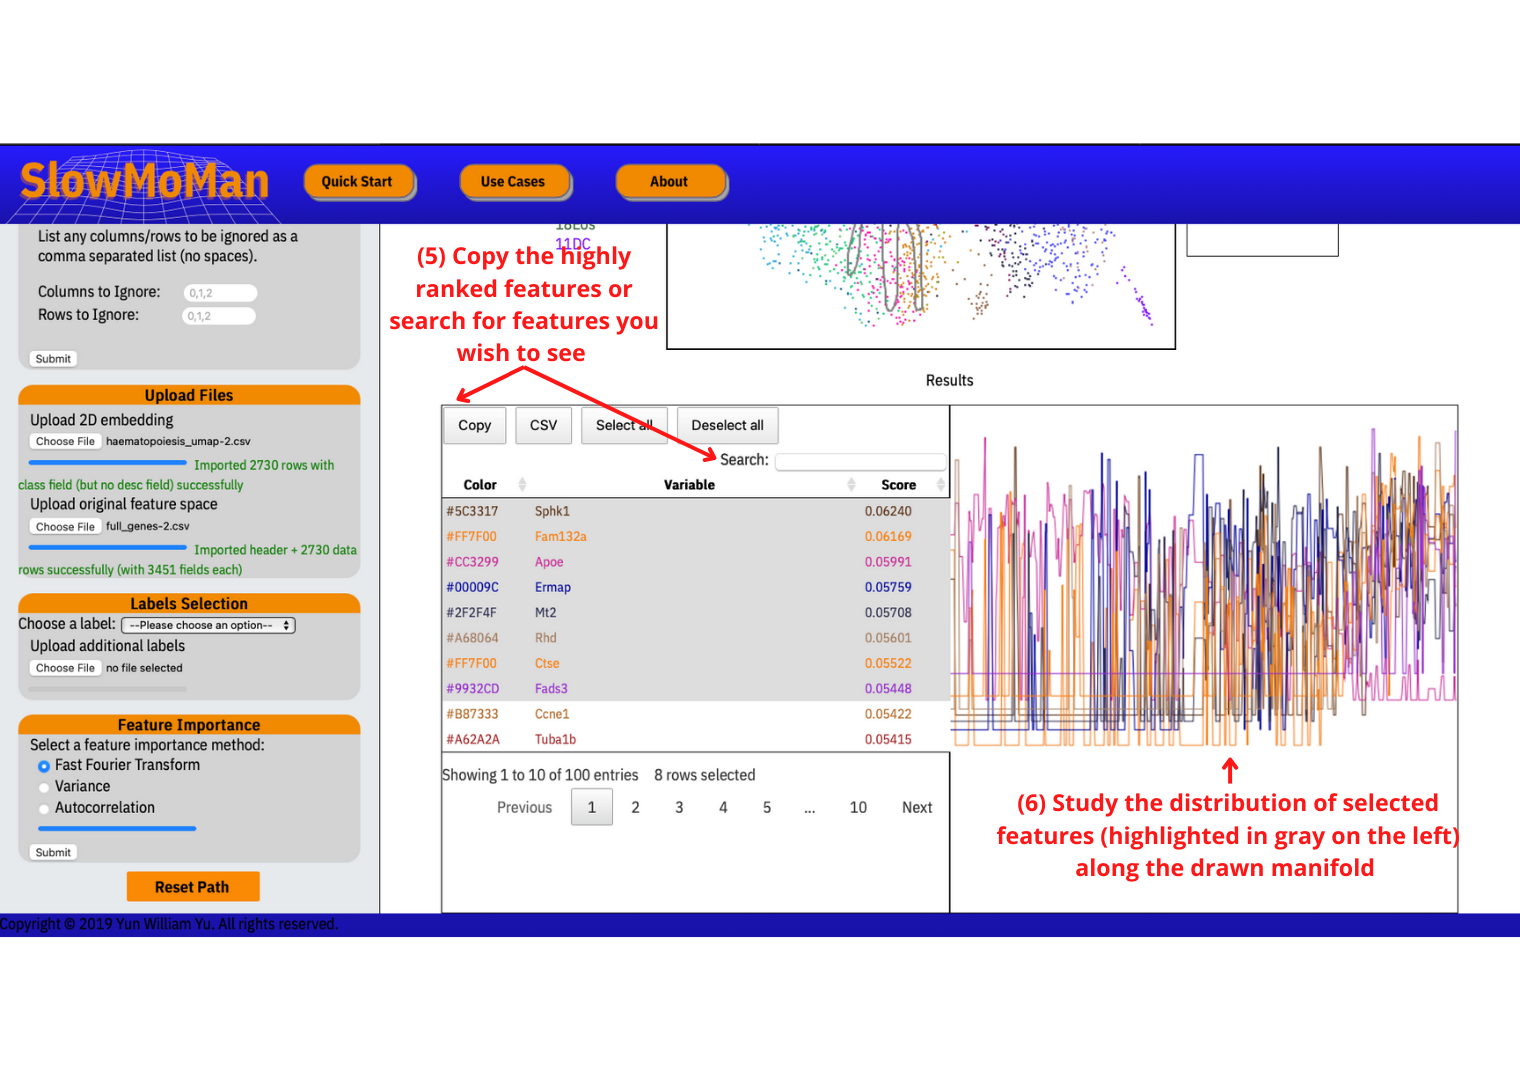 SlowMoMan
Quick Start
Use Cases
About
List any columns/rows to be ignored as a
comma separated list (no spaces).
Columns to Ignore: 0,1,2
Rows to Ignore: 0,1,2
Submit
Upload Files
Upload 2D embedding
Choose File haematopoiesis_umap-2.csv
Imported 2730 rows with
class field (but no desc field) successfully
Upload original feature space
Choose File full_genes-2.csv
Imported header + 2730 data
rows successfully (with 3451 fields each)
Labels Selection
Choose a label: --Please choose an option--
Upload additional labels
Choose File no file selected
Feature Importance
Select a feature importance method:
Fast Fourier Transform
Variance
Autocorrelation
Submit
Reset Path
11DC
(5) Copy the highly
ranked features or
search for features you
wish to see
Results
Copy CSV Select all Deselect all
Search:
Color Variable Score
#5C3317 Sphk1 0.06240
#FF7F00 Fam132a 0.06169
#CC3299 Apoe 0.05991
#00009C Ermap 0.05759
#2F2F4F Mt2 0.05708
#A68064 Rhd 0.05601
#FF7F00 Ctse 0.05522
#9932CD Fads3 0.05448
#B87333 Ccne1 0.05422
#A62A2A Tuba1b 0.05415
Showing 1 to 10 of 100 entries 8 rows selected
Previous 1 2 3 4 5 ... 10 Next
(6) Study the distribution of selected
features (highlighted in gray on the left)
along the drawn manifold
Copyright © 2019 Yun William Yu. All rights reserved.